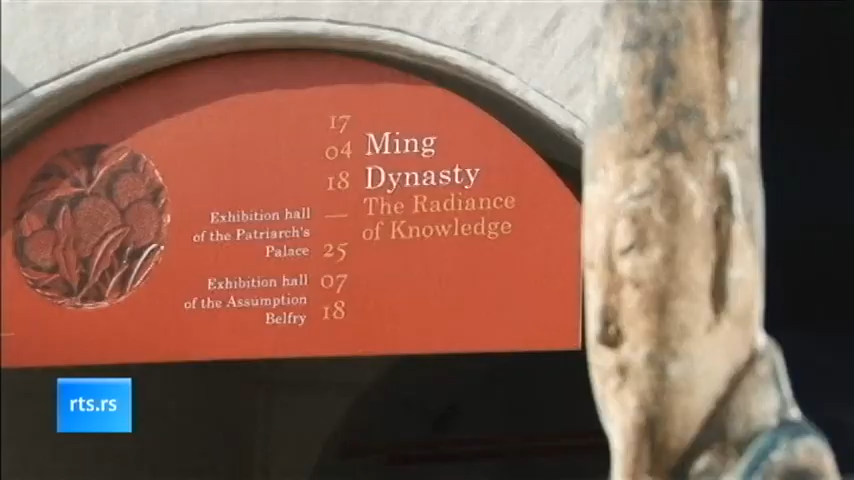 17
04
18
—
25
07
18
Ming
Dynasty
The Radiance
of Knowledge
Exhibition hall
of the Patriarch's
Palace
Exhibition hall
of the Assumption
Belfry
rts.rs